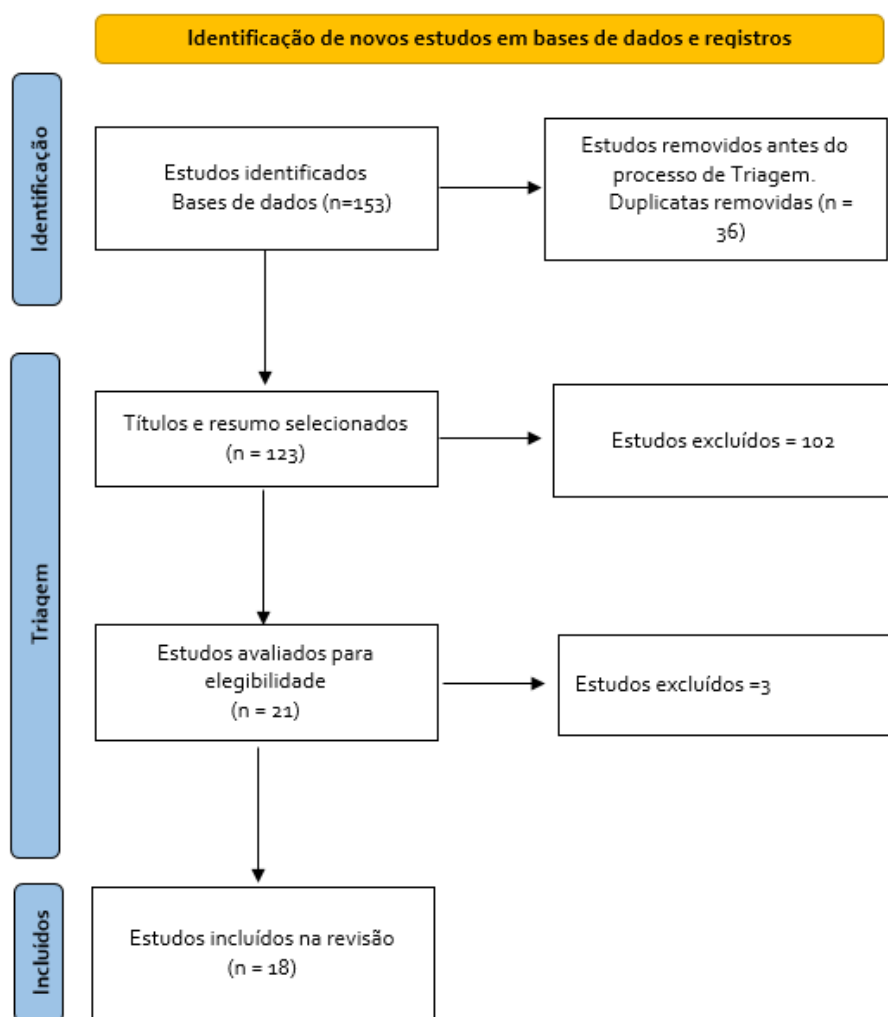 Identificação de novos estudos em bases de dados e registros
Identificação
Estudos identificados
Bases de dados (n=153)
Estudos removidos antes do
processo de Triagem.
Duplicatas removidas (n =
36)
Triagem
Títulos e resumo selecionados
(n = 123)
Estudos excluídos = 102
Estudos avaliados para
elegibilidade
(n = 21)
Estudos excluídos =3
Incluídos
Estudos incluídos na revisão
(n = 18)